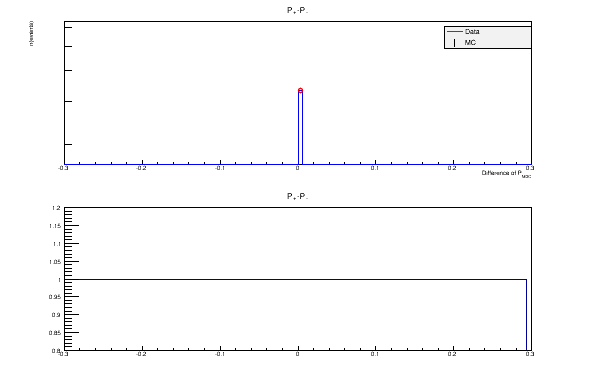 P+-P-
n(events)
Data
MC
-0.3 -0.2 -0.1 0 0.1 0.2 0.3
Difference of P_MDC
P+-P-
1.2
1.15
1.1
1.05
1
0.95
0.9
0.85
0.8
-0.3 -0.2 -0.1 0 0.1 0.2 0.3